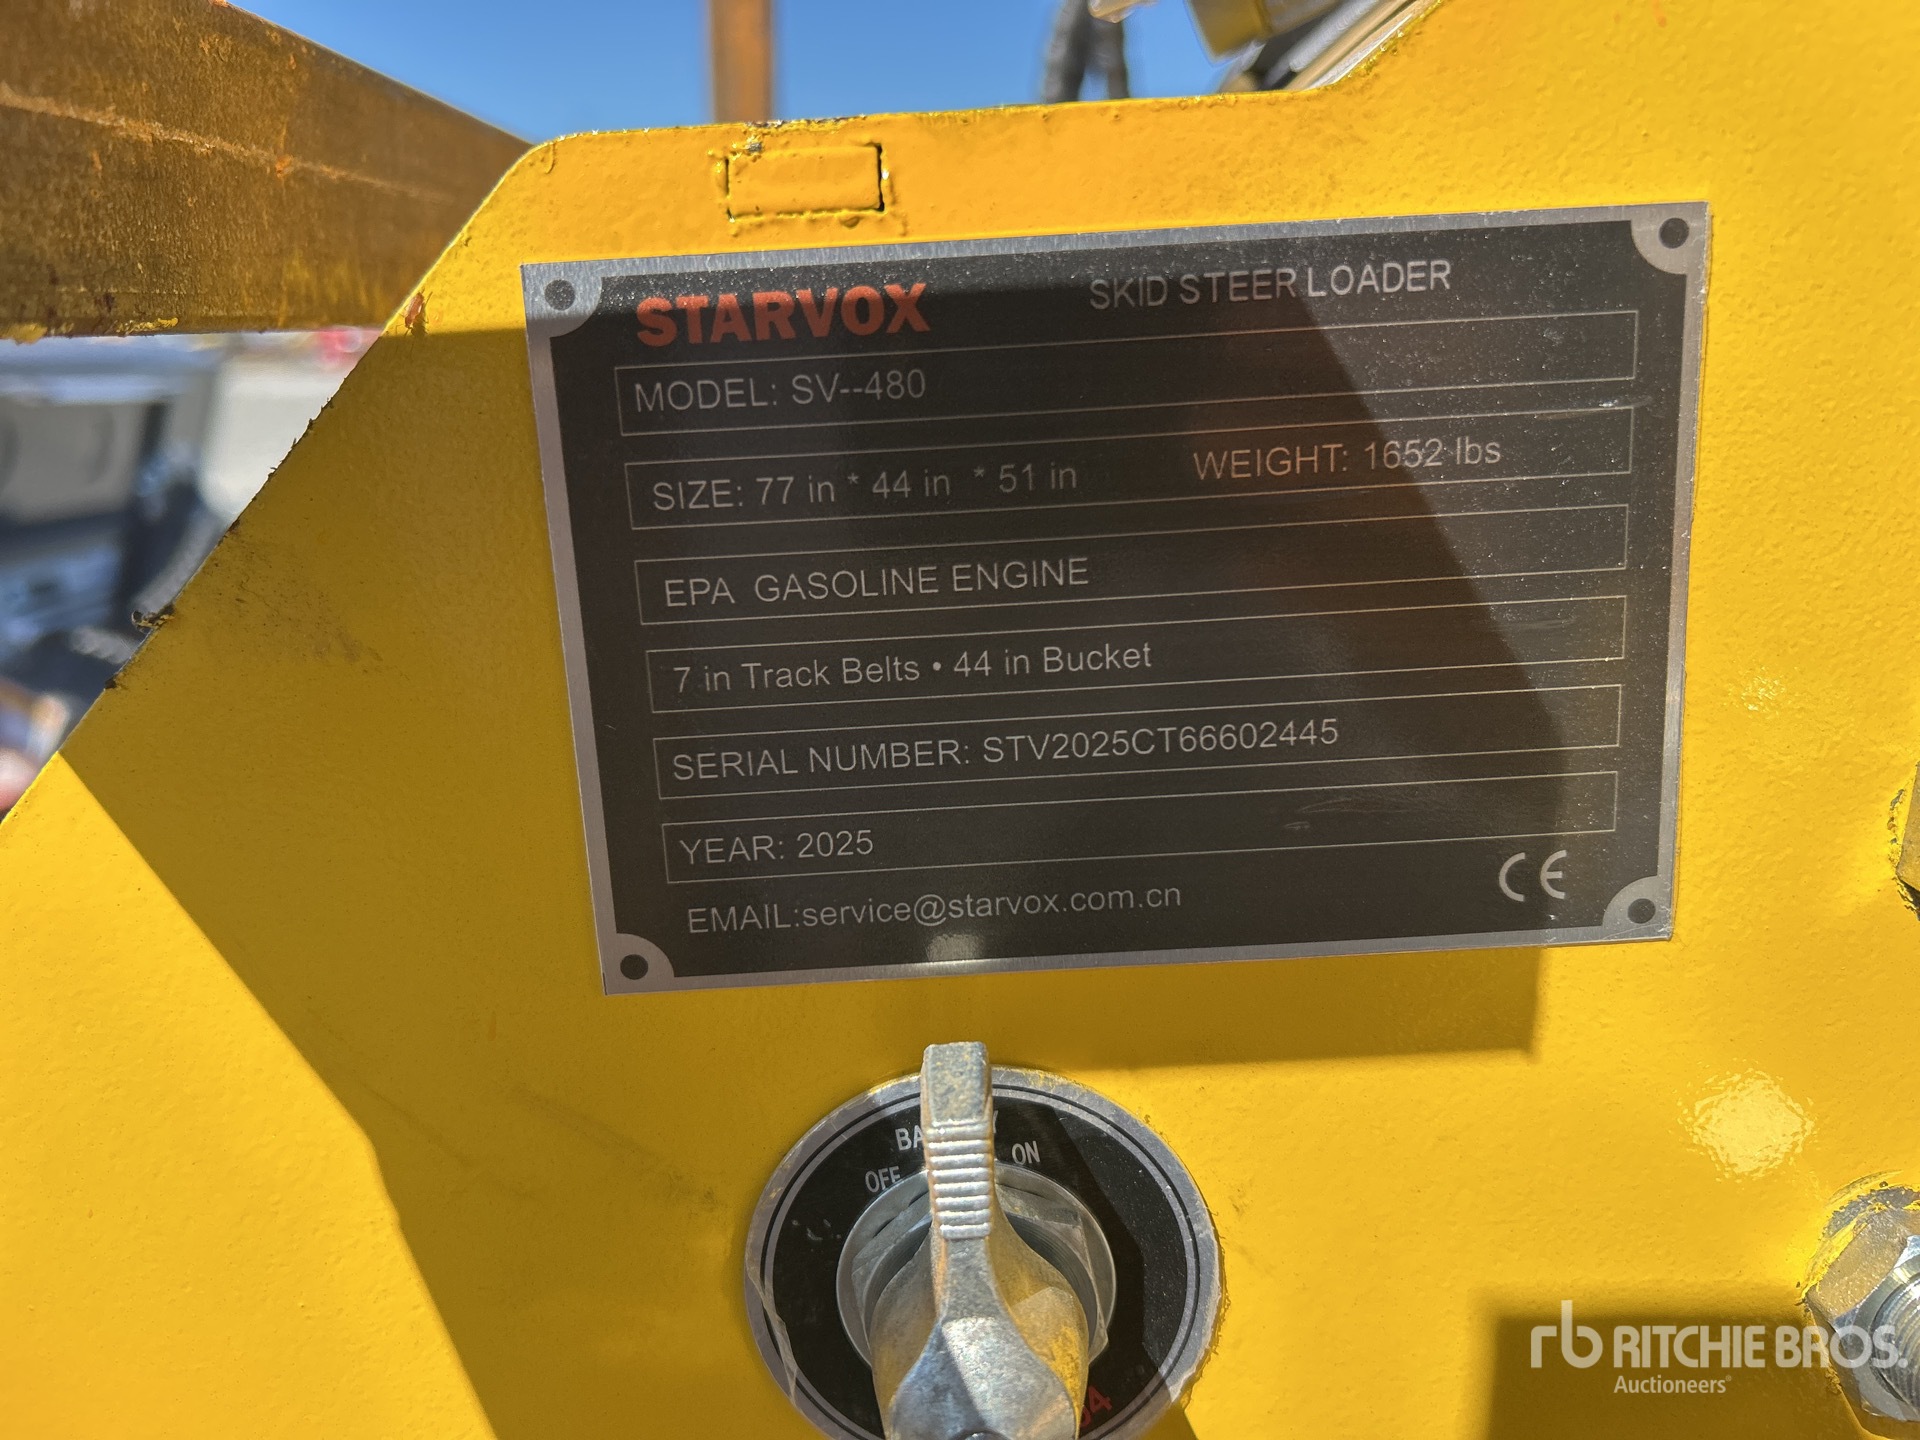 STARVOX SKID STEER LOADER
MODEL: SV--480
SIZE: 77 in * 44 in * 51 in WEIGHT: 1652 lbs
EPA GASOLINE ENGINE
7 in Track Belts • 44 in Bucket
SERIAL NUMBER: STV2025CT66602445
YEAR: 2025
EMAIL:service@starvox.com.cn CE
OFF ON
rb RITCHIE BROS.
Auctioneers